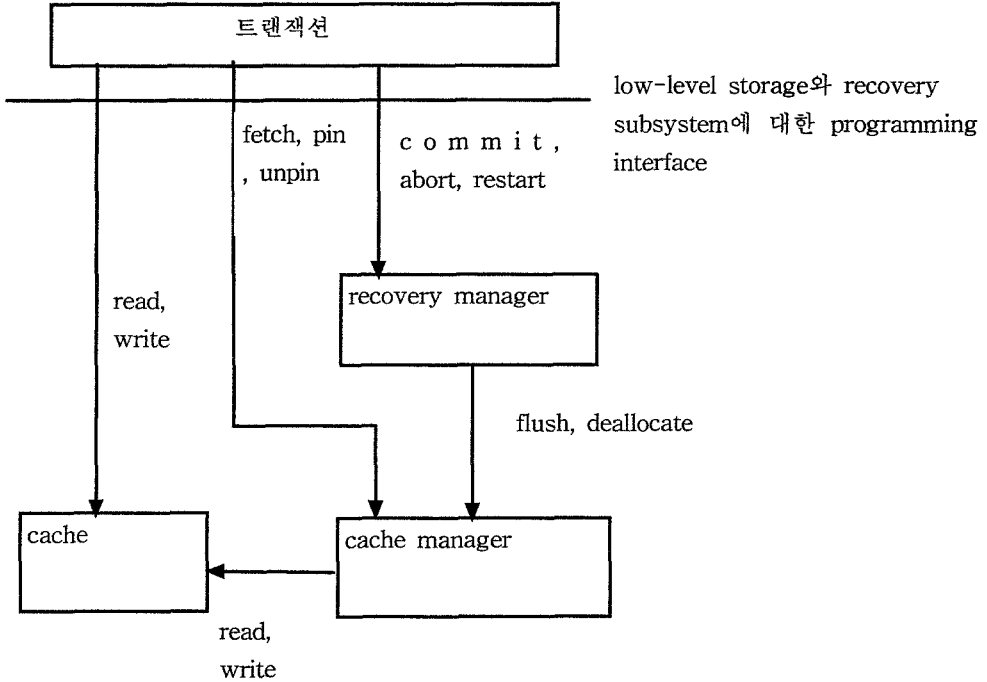 트랜잭션
low-level storage와 recovery
subsystem에 대한 programming
interface
fetch, pin
, unpin
c o m m i t ,
abort, restart
recovery manager
read,
write
flush, deallocate
cache
cache manager
read,
write